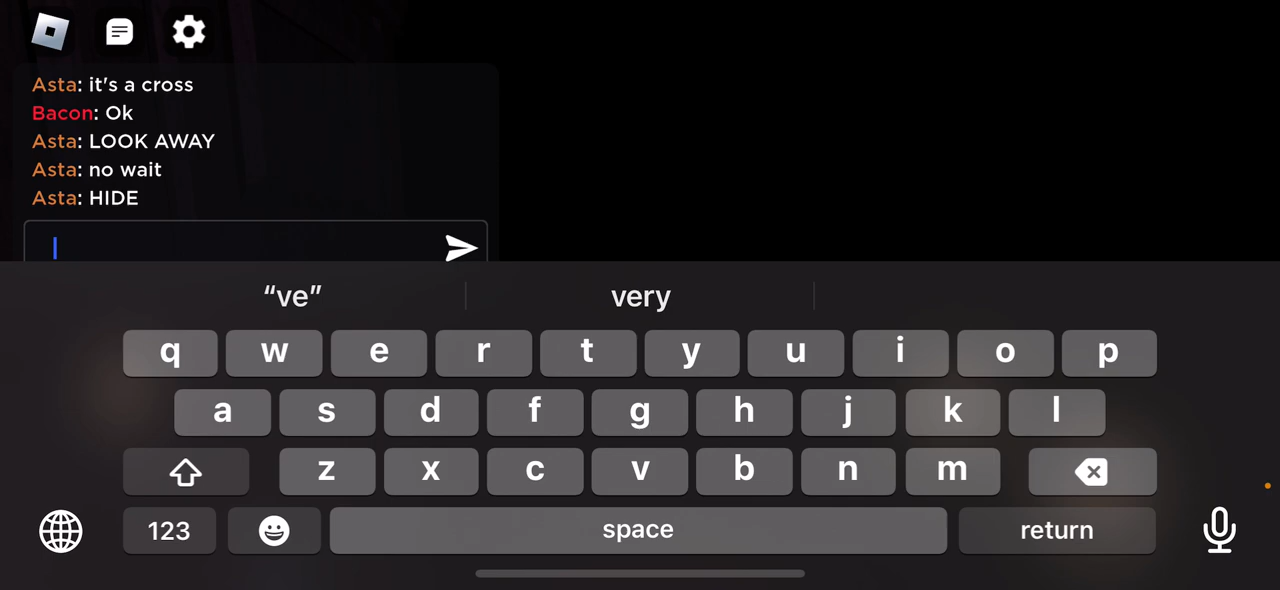 Asta: it's a cross
Bacon: Ok
Asta: LOOK AWAY
Asta: no wait
Asta: HIDE
“ve” very
q w e r t y u i o p
a s d f g h j k l
z x c v b n m
123 space return